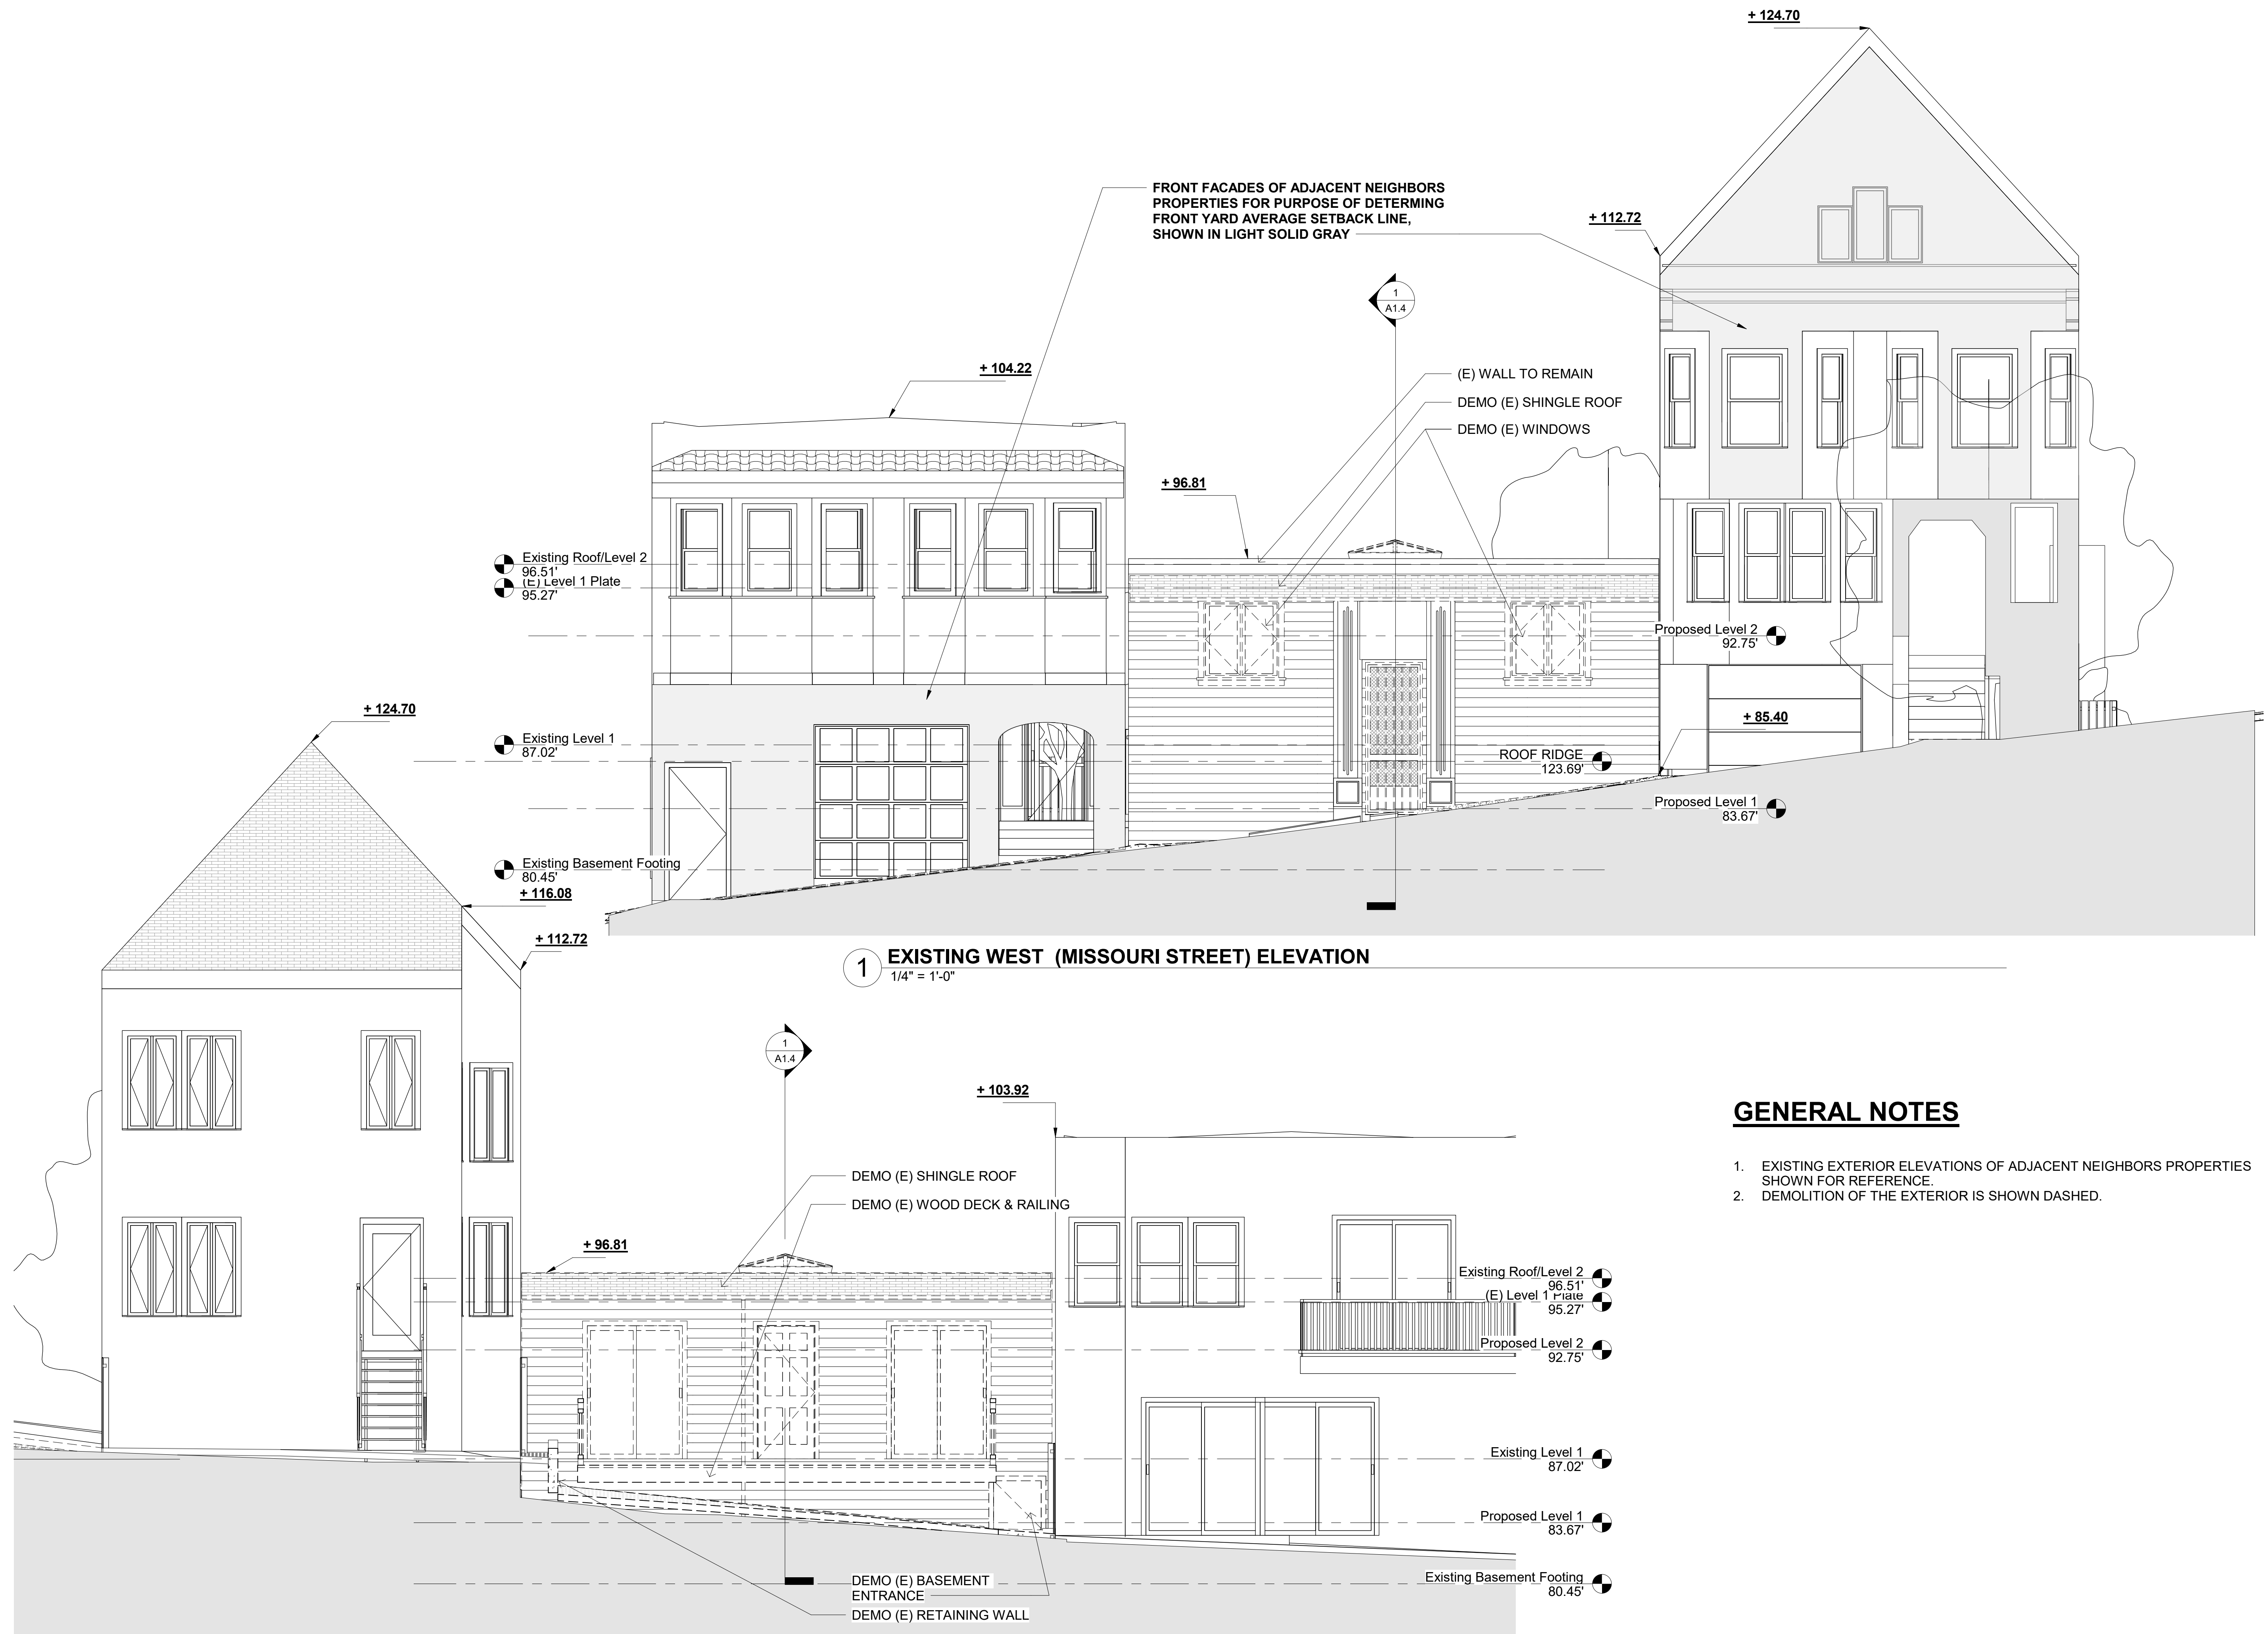 + 124.70
FRONT FACADES OF ADJACENT NEIGHBORS
PROPERTIES FOR PURPOSE OF DETERMING
FRONT YARD AVERAGE SETBACK LINE,
SHOWN IN LIGHT SOLID GRAY
+ 112.72
1
A1.4
+ 104.22
(E) WALL TO REMAIN
DEMO (E) SHINGLE ROOF
DEMO (E) WINDOWS
+ 96.81
Existing Roof/Level 2
96.51'
(E) Level 1 Plate
95.27'
Proposed Level 2
92.75'
+ 85.40
Existing Level 1
87.02'
ROOF RIDGE
123.69'
Proposed Level 1
83.67'
Existing Basement Footing
80.45'
1
EXISTING WEST (MISSOURI STREET) ELEVATION
1/4" = 1'-0"
+ 124.70
+ 116.08
+ 112.72
1
A1.4
+ 103.92
DEMO (E) SHINGLE ROOF
DEMO (E) WOOD DECK & RAILING
+ 96.81
Existing Roof/Level 2
96.51'
(E) Level 1 Plate
95.27'
Proposed Level 2
92.75'
Existing Level 1
87.02'
Proposed Level 1
83.67'
Existing Basement Footing
80.45'
DEMO (E) BASEMENT
ENTRANCE
DEMO (E) RETAINING WALL
GENERAL NOTES
1. EXISTING EXTERIOR ELEVATIONS OF ADJACENT NEIGHBORS PROPERTIES
SHOWN FOR REFERENCE.
2. DEMOLITION OF THE EXTERIOR IS SHOWN DASHED.